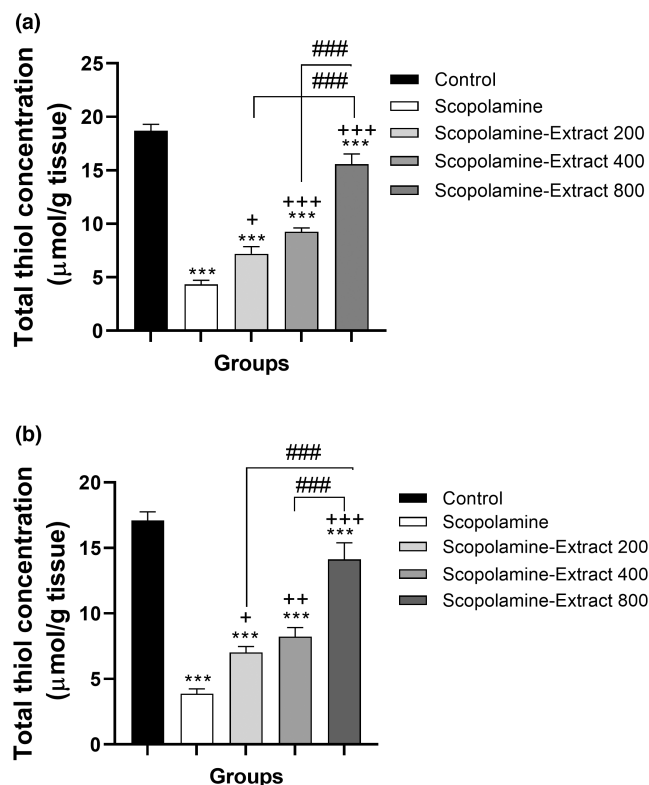 (a)
###
###
Total thiol concentration
(μmol/g tissue)
25
20
15
10
5
0
***
+
***
+++
***
+++
***
Groups
Control
Scopolamine
Scopolamine-Extract 200
Scopolamine-Extract 400
Scopolamine-Extract 800
(b)
###
###
Total thiol concentration
(μmol/g tissue)
20
15
10
5
0
***
+
***
++
***
+++
***
Groups
Control
Scopolamine
Scopolamine-Extract 200
Scopolamine-Extract 400
Scopolamine-Extract 800